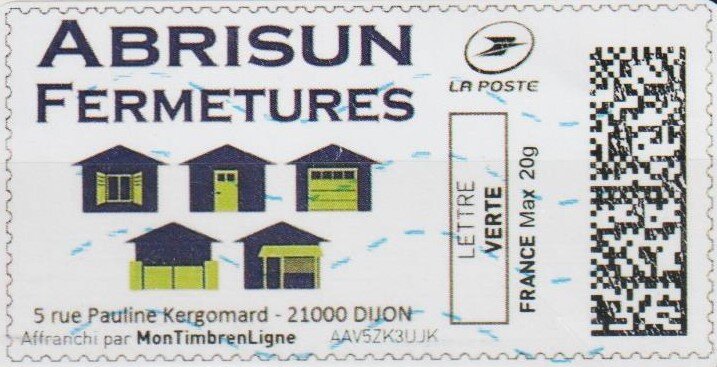 ABRISUN
FERMETURES
LA POSTE
LETTRE
VERTE
FRANCE Max 20g
5 rue Pauline Kergomard - 21000 DIJON
Affranchi par MonTimbrenLigne AAV5ZK3UJK